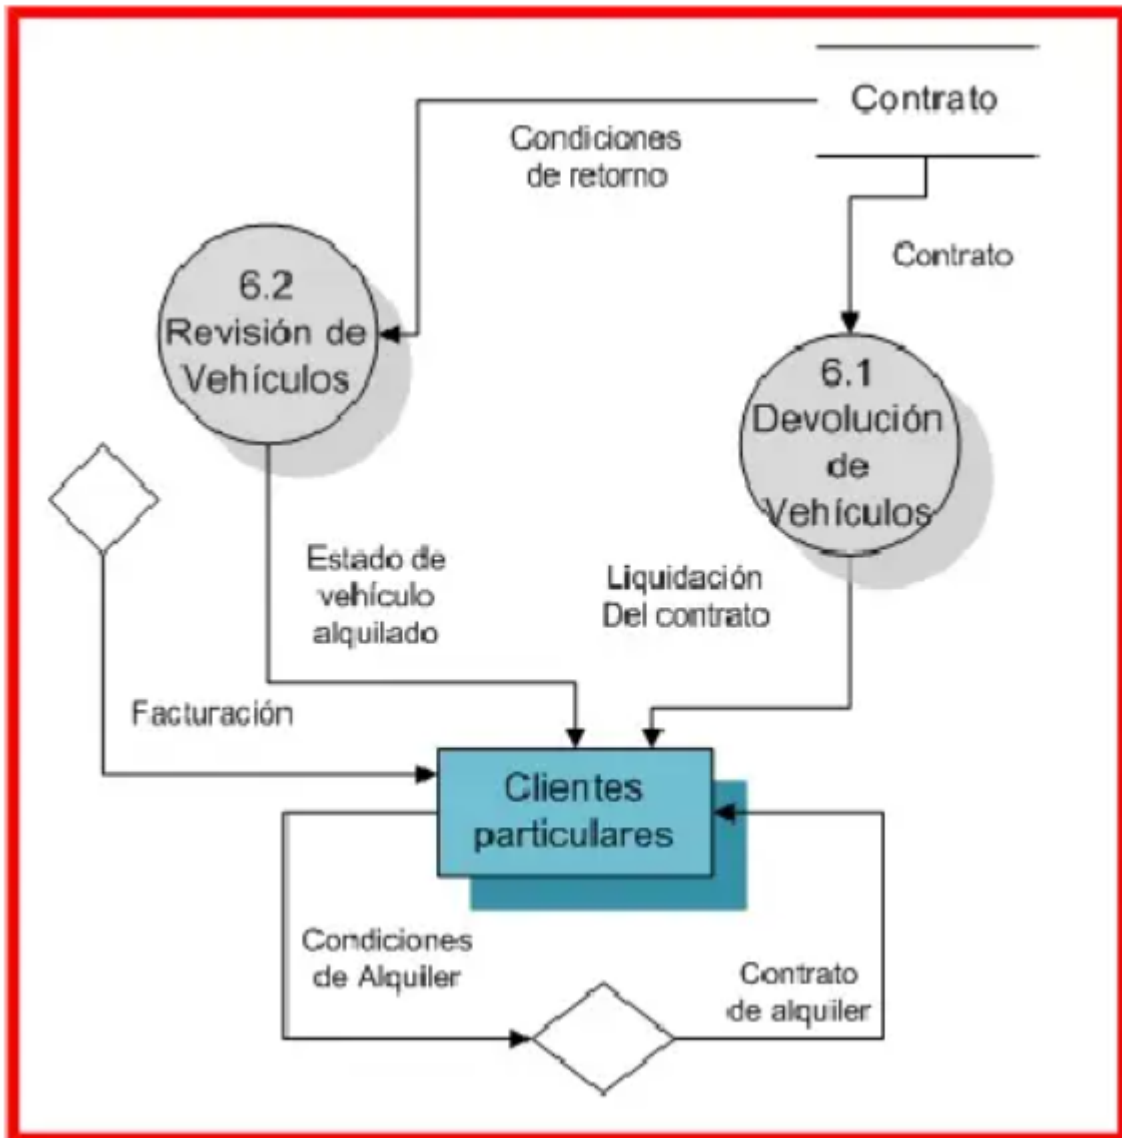 Contrato
Condiciones
de retorno
Contrato
6.2
Revisión de
Vehículos
6.1
Devolución
de
Vehículos
Estado de
vehículo
alquilado
Liquidación
Del contrato
Facturación
Clientes
particulares
Condiciones
de Alquiler
Contrato
de alquiler